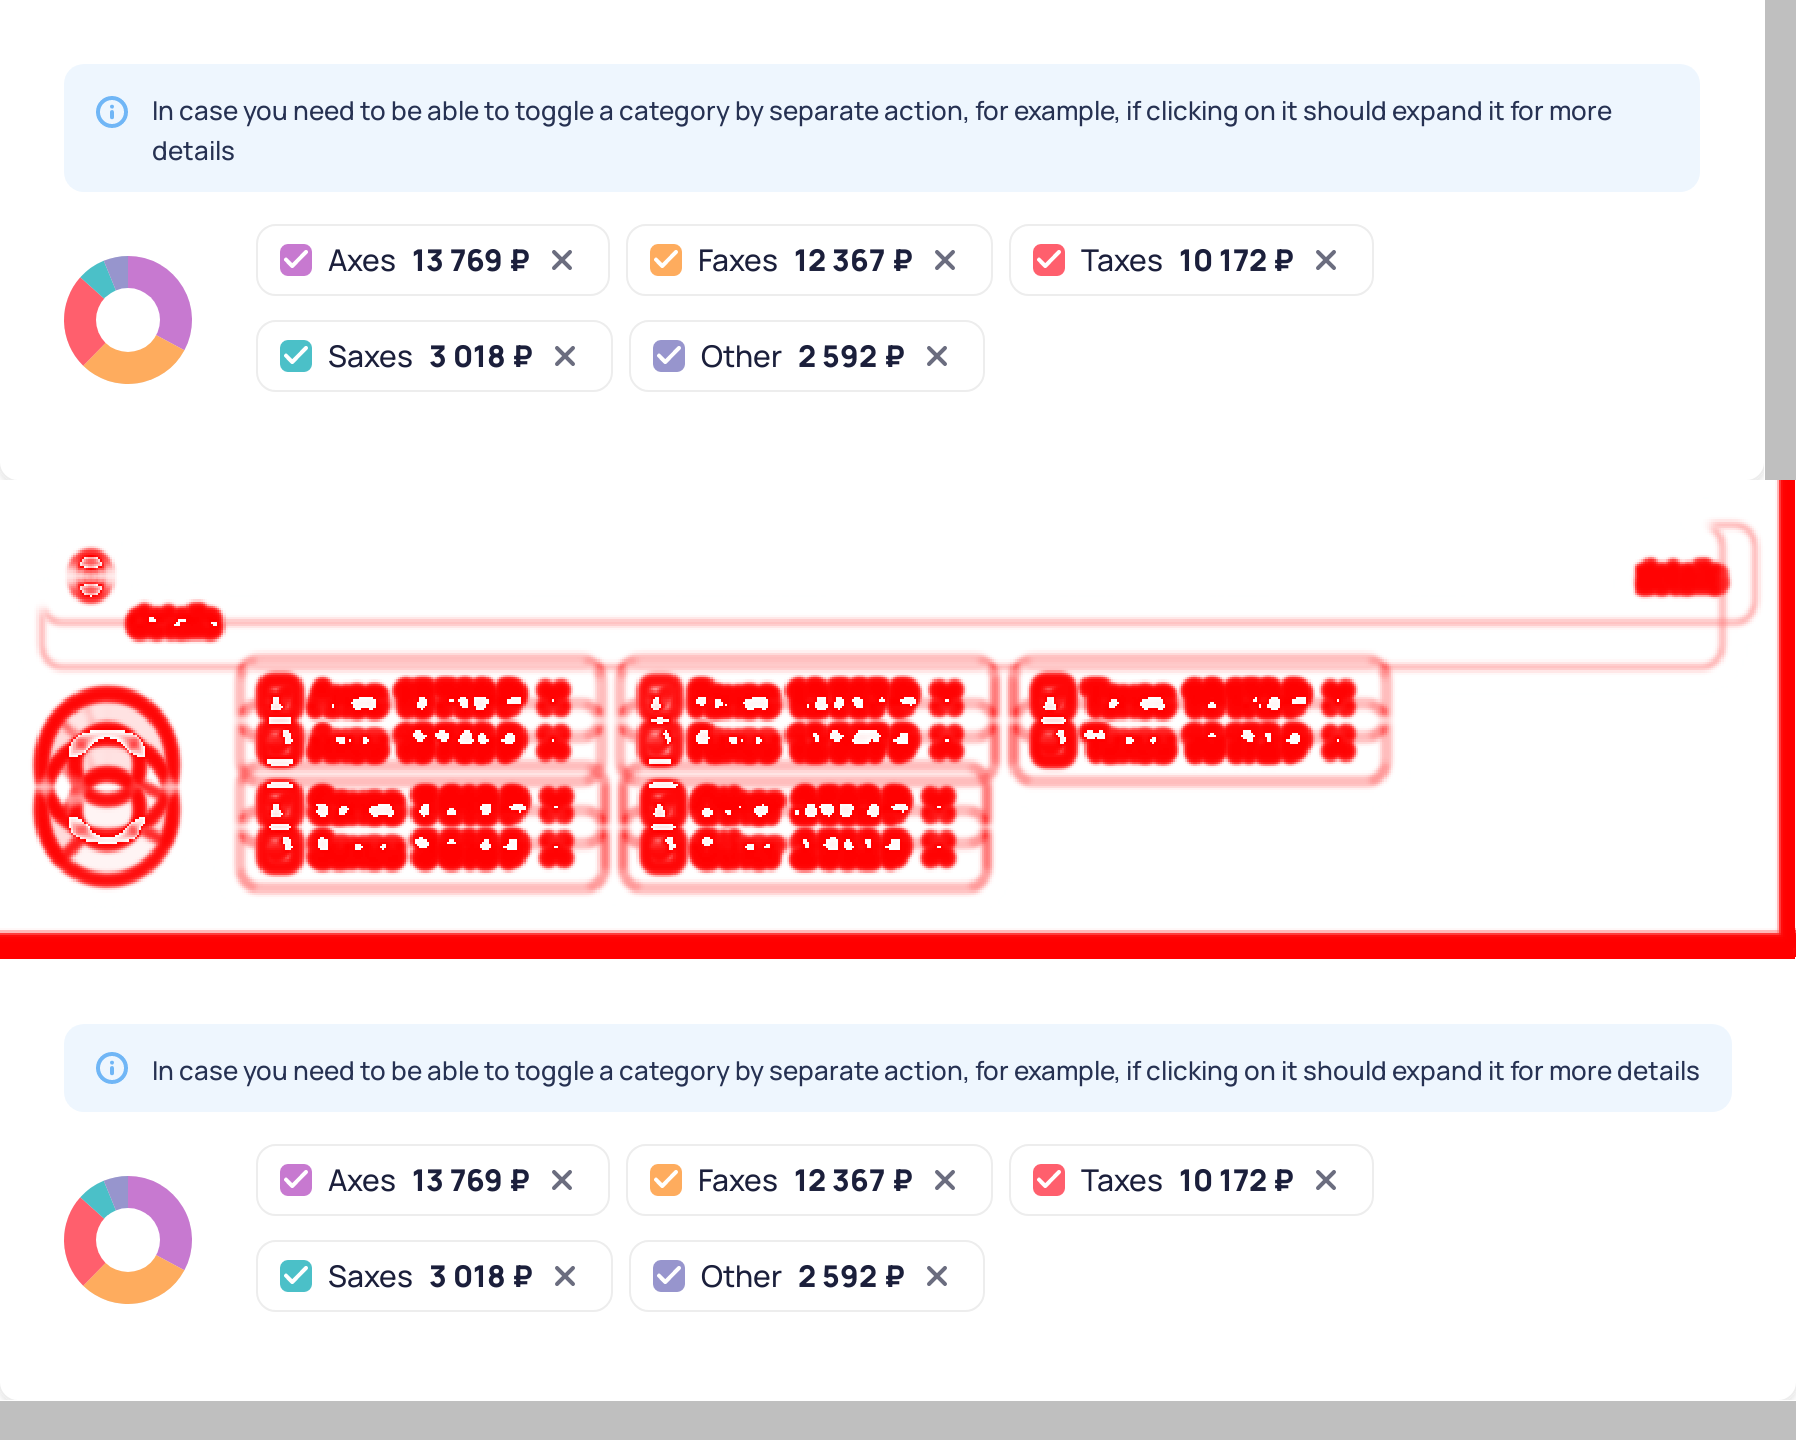 In case you need to be able to toggle a category by separate action, for example, if clicking on it should expand it for more
details
Axes 13 769 ₽
Faxes 12 367 ₽
Taxes 10 172 ₽
Saxes 3 018 ₽
Other 2 592 ₽
In case you need to be able to toggle a category by separate action, for example, if clicking on it should expand it for more details
Axes 13 769 ₽
Faxes 12 367 ₽
Taxes 10 172 ₽
Saxes 3 018 ₽
Other 2 592 ₽